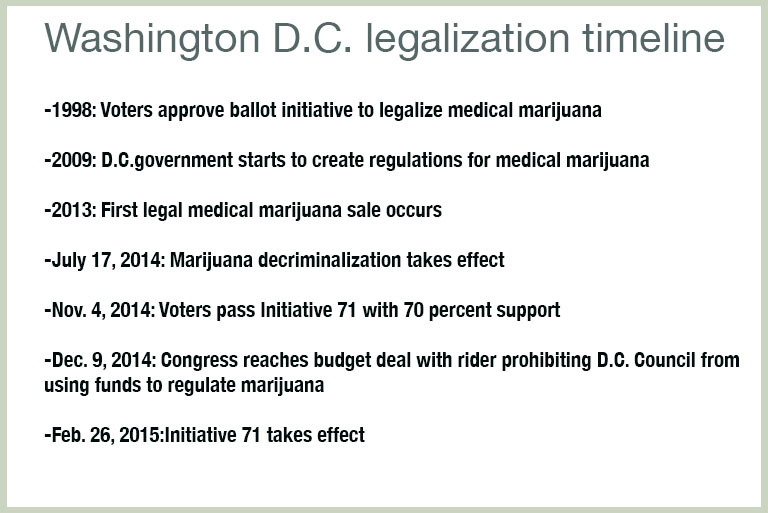 Washington D.C. legalization timeline
-1998: Voters approve ballot initiative to legalize medical marijuana
-2009: D.C.government starts to create regulations for medical marijuana
-2013: First legal medical marijuana sale occurs
-July 17, 2014: Marijuana decriminalization takes effect
-Nov. 4, 2014: Voters pass Initiative 71 with 70 percent support
-Dec. 9, 2014: Congress reaches budget deal with rider prohibiting D.C. Council from
using funds to regulate marijuana
-Feb. 26, 2015:Initiative 71 takes effect